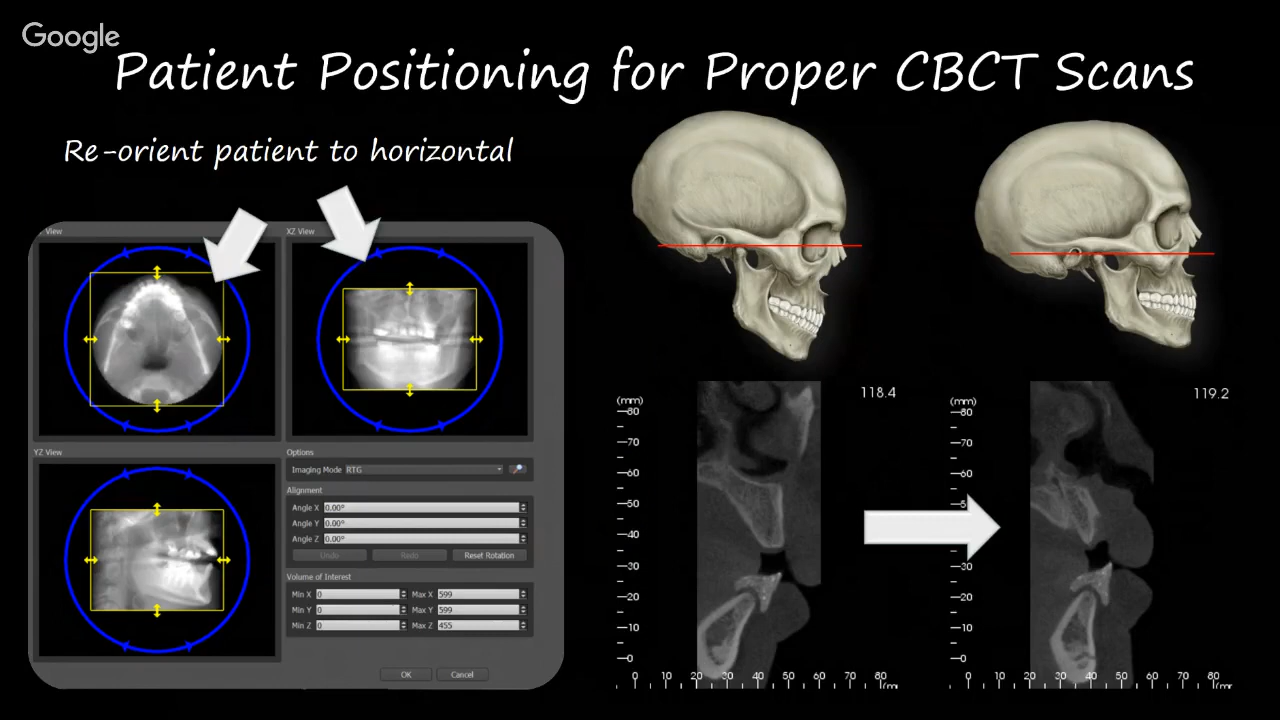 Google
Patient Positioning for Proper CBCT Scans
Re-orient patient to horizontal
View
XZ View
YZ View
Options
Imaging Mode RTG
Alignment
Angle X 0.00°
Angle Y 0.00°
Angle Z 0.00°
Undo Redo Reset Rotation
Volume of Interest
Min X 0 Max X 599
Min Y 0 Max Y 599
Min Z 0 Max Z 455
OK Cancel
(mm)
118.4
80
70
60
50
40
30
20
10
0
0 10 20 30 40 50 60 70 80
(mm)
119.2
80
70
60
5
40
30
20
10
0
0 10 20 30 40 50 60 70 80